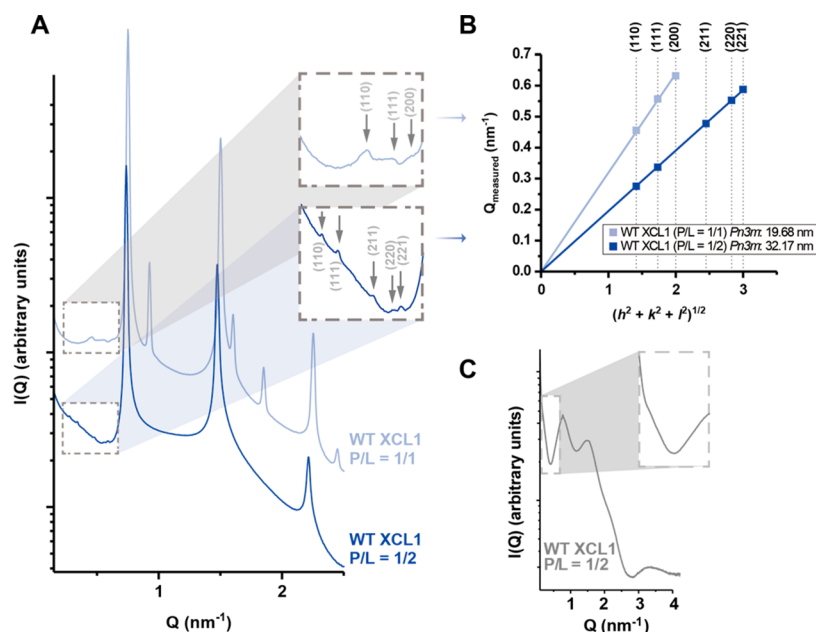 A
I(Q) (arbitrary units)
(110)
(111)
(200)
(110)
(111)
(211)
(220)
(221)
WT XCL1
P/L = 1/1
WT XCL1
P/L = 1/2
1
2
Q (nm⁻¹)
B
(110)
(111)
(200)
(211)
(220)
(221)
Qmeasured (nm⁻¹)
0.7
0.6
0.5
0.4
0.3
0.2
0.1
0.0
WT XCL1 (P/L = 1/1) Pn3m: 19.68 nm
WT XCL1 (P/L = 1/2) Pn3m: 32.17 nm
0
1
2
3
(h² + k² + l²)¹/²
C
I(Q) (arbitrary units)
WT XCL1
P/L = 1/2
1
2
3
4
Q (nm⁻¹)